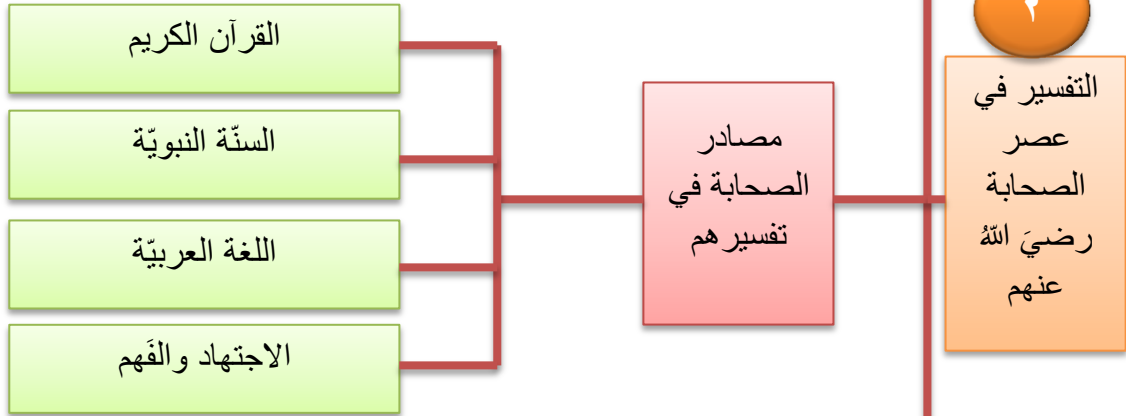 ٢
التفسير في
عصر
الصحابة
رضيَ اللهُ
عنهم
مصادر
الصحابة في
تفسيرهم
القرآن الكريم
السنّة النبويّة
اللغة العربيّة
الاجتهاد والفَهم